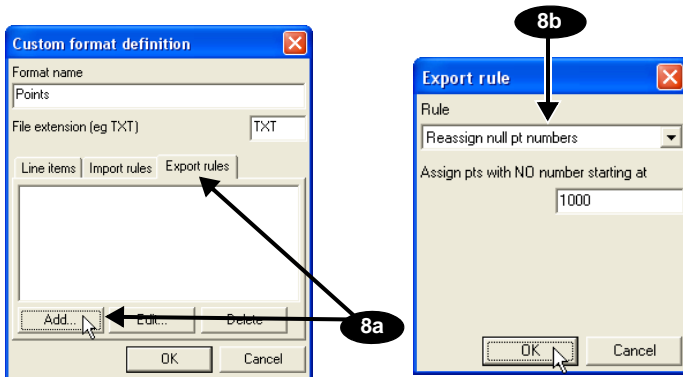 Custom format definition
Format name
Points
File extension (eg TXT)
TXT
Line items
Import rules
Export rules
Add...
Edit...
Delete
OK
Cancel
8a
8b
Export rule
Rule
Reassign null pt numbers
Assign pts with NO number starting at
1000
OK
Cancel